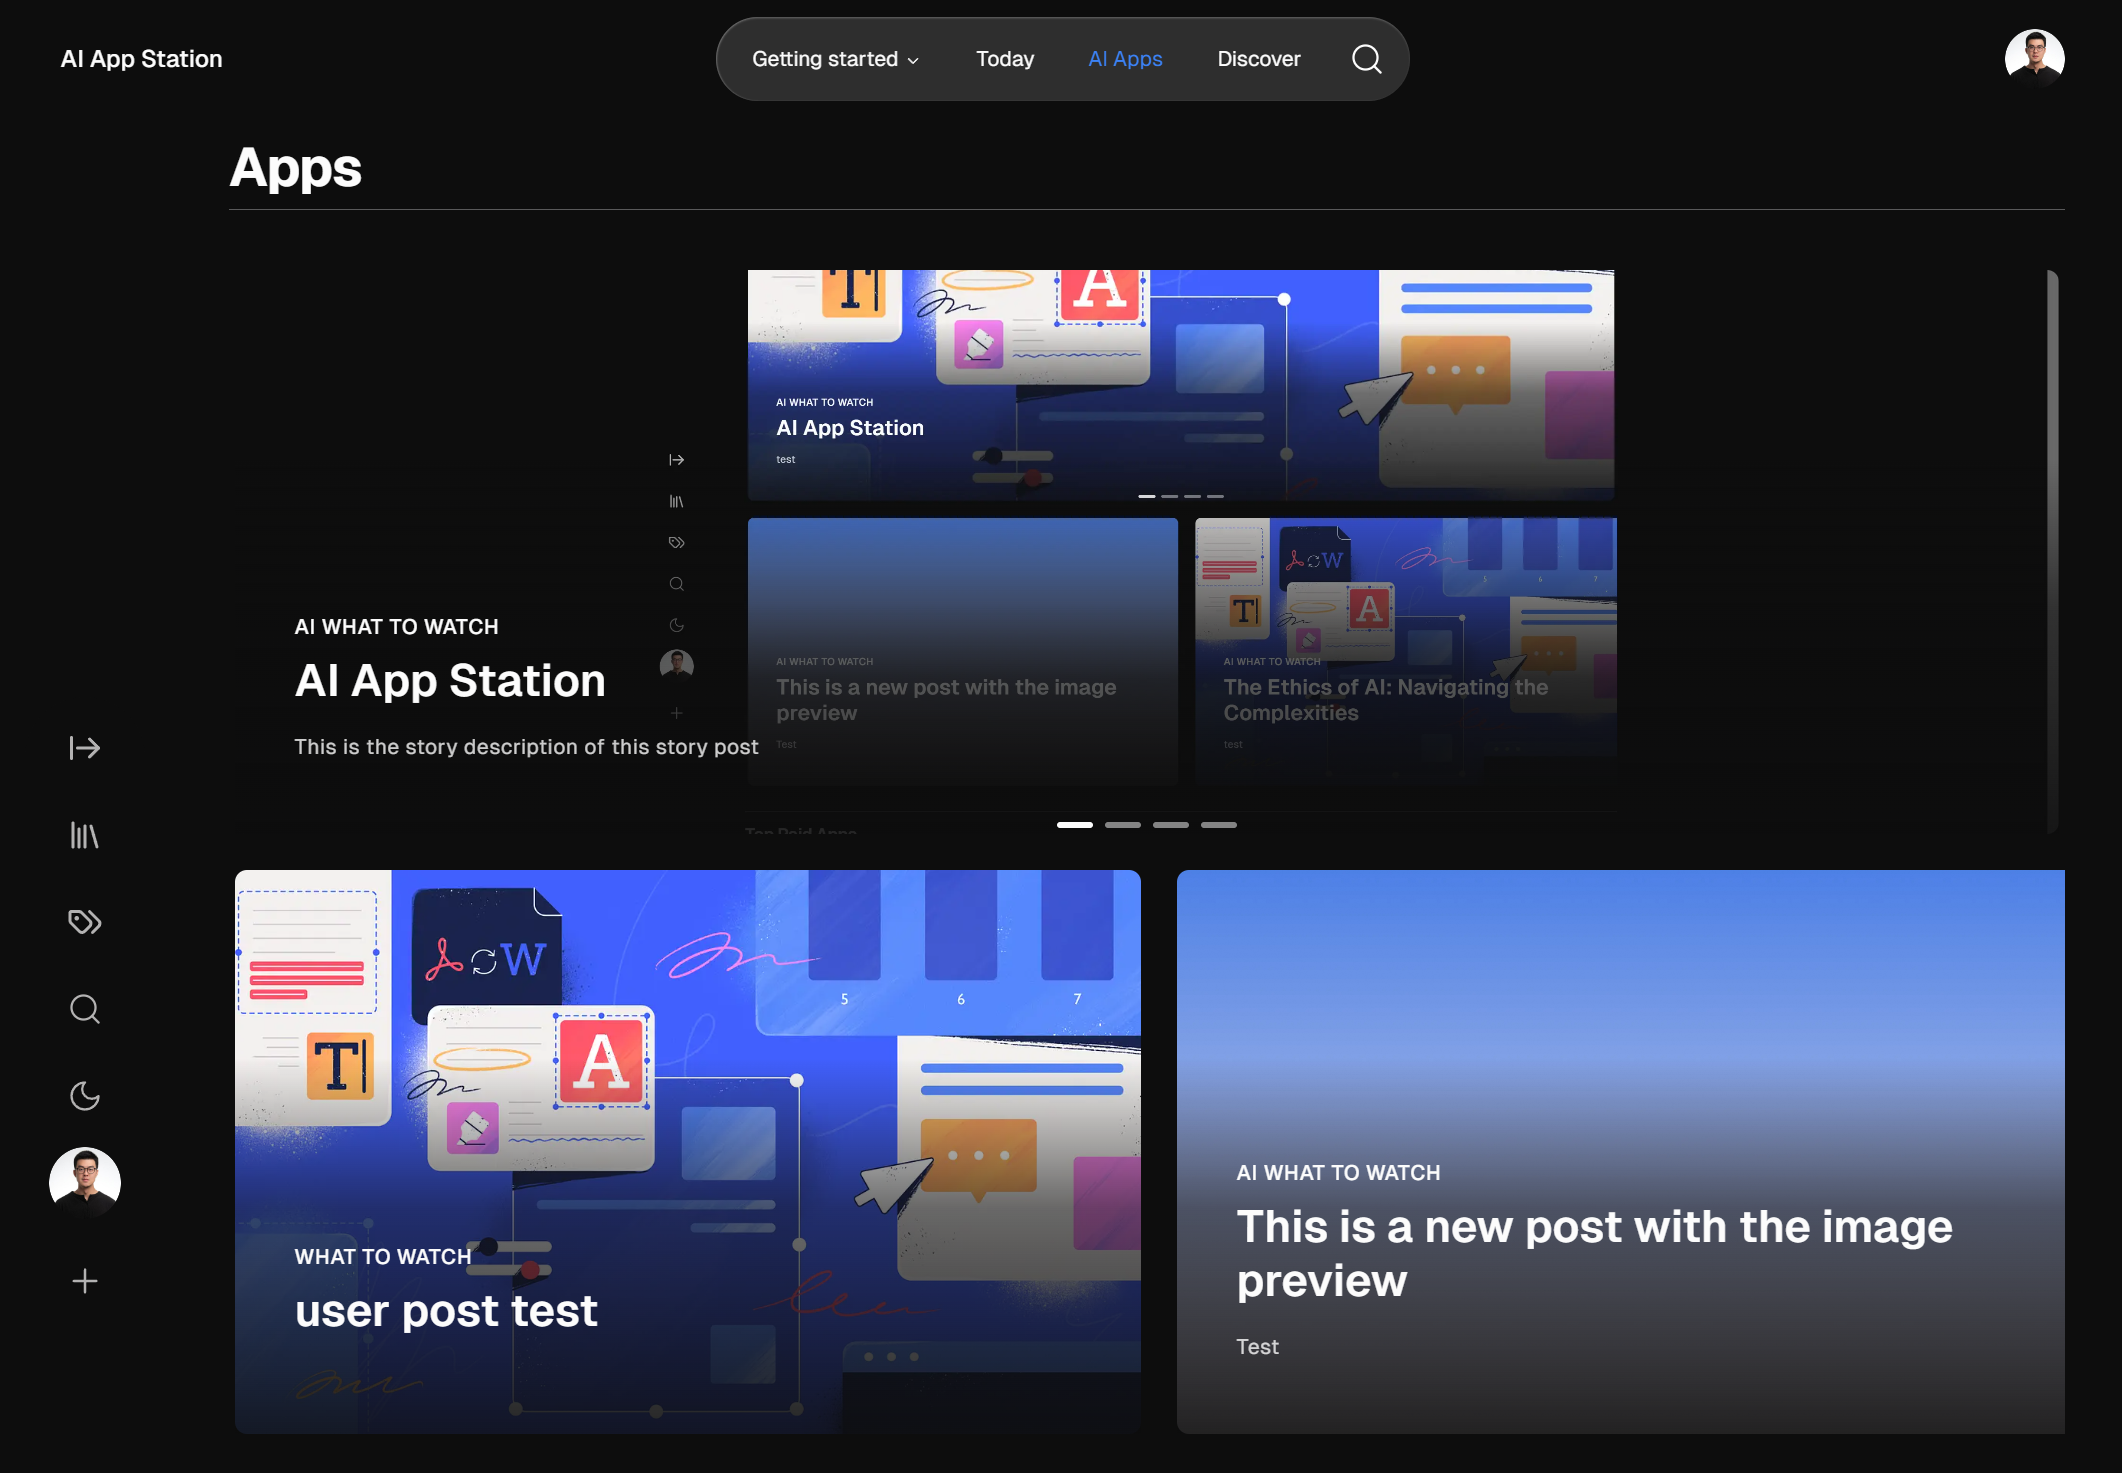 AI App Station
Getting started
Today
AI Apps
Discover
Apps
AI WHAT TO WATCH
AI App Station
test
AI WHAT TO WATCH
This is a new post with the image
preview
Test
W
T
A
5
6
7
AI WHAT TO WATCH
The Ethics of AI: Navigating the
Complexities
test
Top Paid Apps
AI WHAT TO WATCH
AI App Station
This is the story description of this story post
W
T
A
5
6
7
WHAT TO WATCH
user post test
AI WHAT TO WATCH
This is a new post with the image
preview
Test